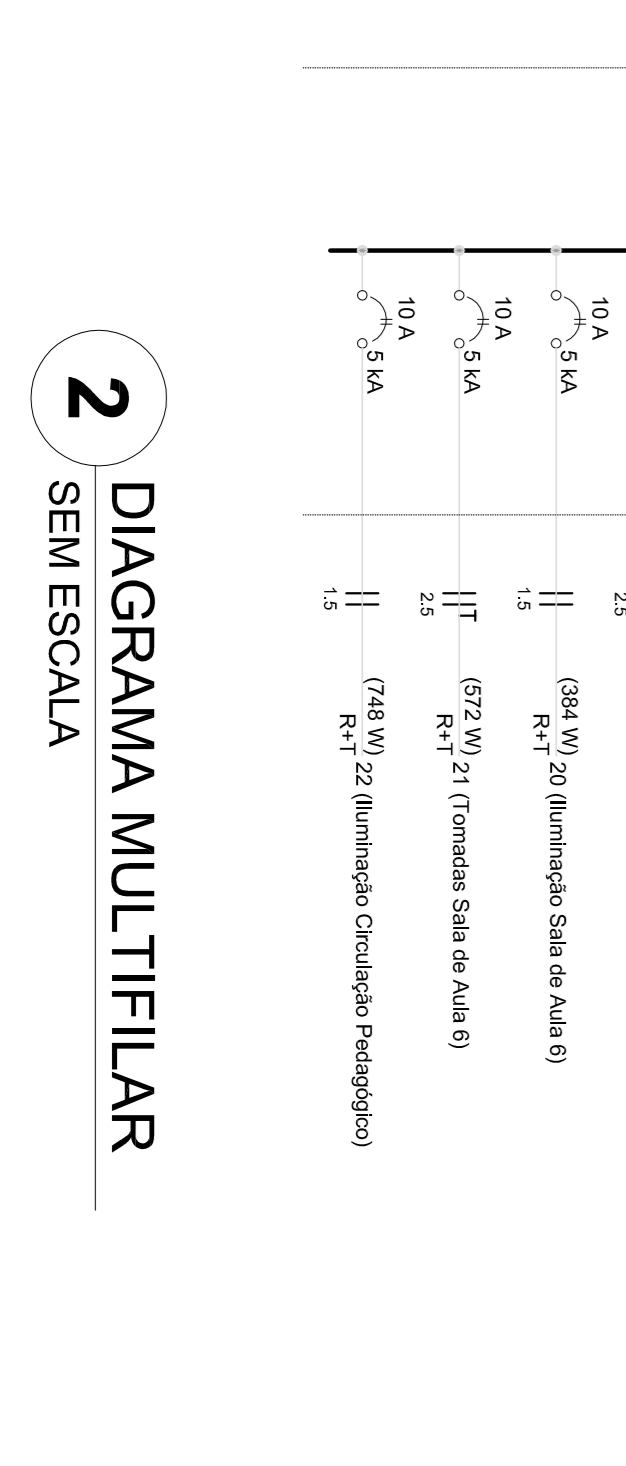 2.5
10 A
5 kA
(384 W)
20 (Iluminação Sala de Aula 6)
R+T
1.5
10 A
5 kA
T
(572 W)
21 (Tomadas Sala de Aula 6)
R+T
2.5
10 A
5 kA
(748 W)
22 (Iluminação Circulação Pedagógico)
R+T
1.5
2
DIAGRAMA MULTIFILAR
SEM ESCALA